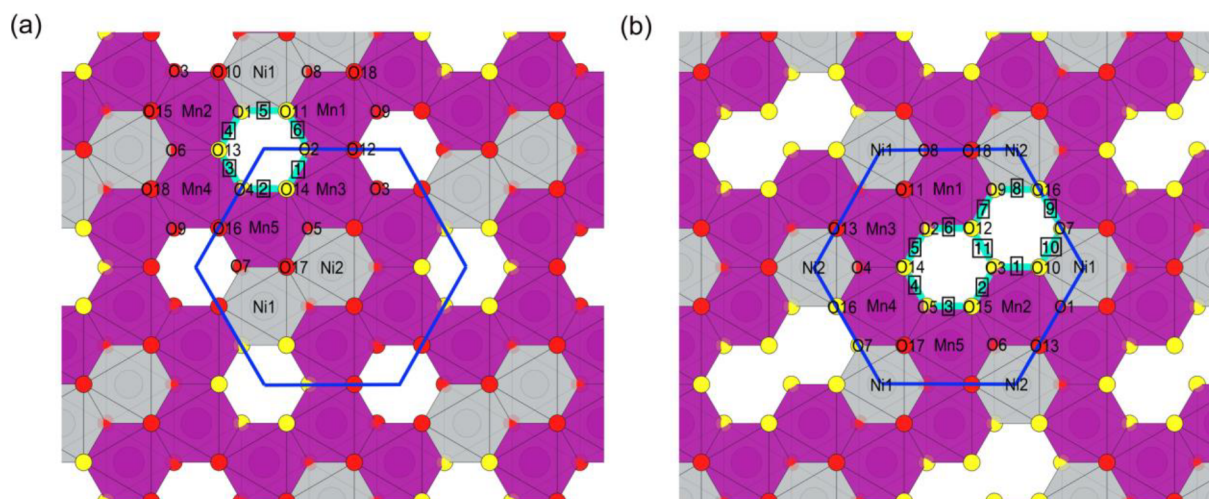 (a)
O3 O10 Ni1 O8 O18
O15 Mn2 O1 5 O11 Mn1 O9
4 6
O6 O13 O2 O12
3 1
O18 Mn4 O4 2 O14 Mn3 O3
O9 O16 Mn5 O5
O7 O17 Ni2
Ni1
(b)
Ni1 O8 O18 Ni2
O11 Mn1 O9 8 O16
7 9
O13 Mn3 O2 6 O12 O7
5 11 10
Ni2 O4 O14 O3 1 O10 Ni1
4 2
O16 Mn4 O5 3 O15 Mn2 O1
O7 O17 Mn5 O6 O13
Ni1 Ni2